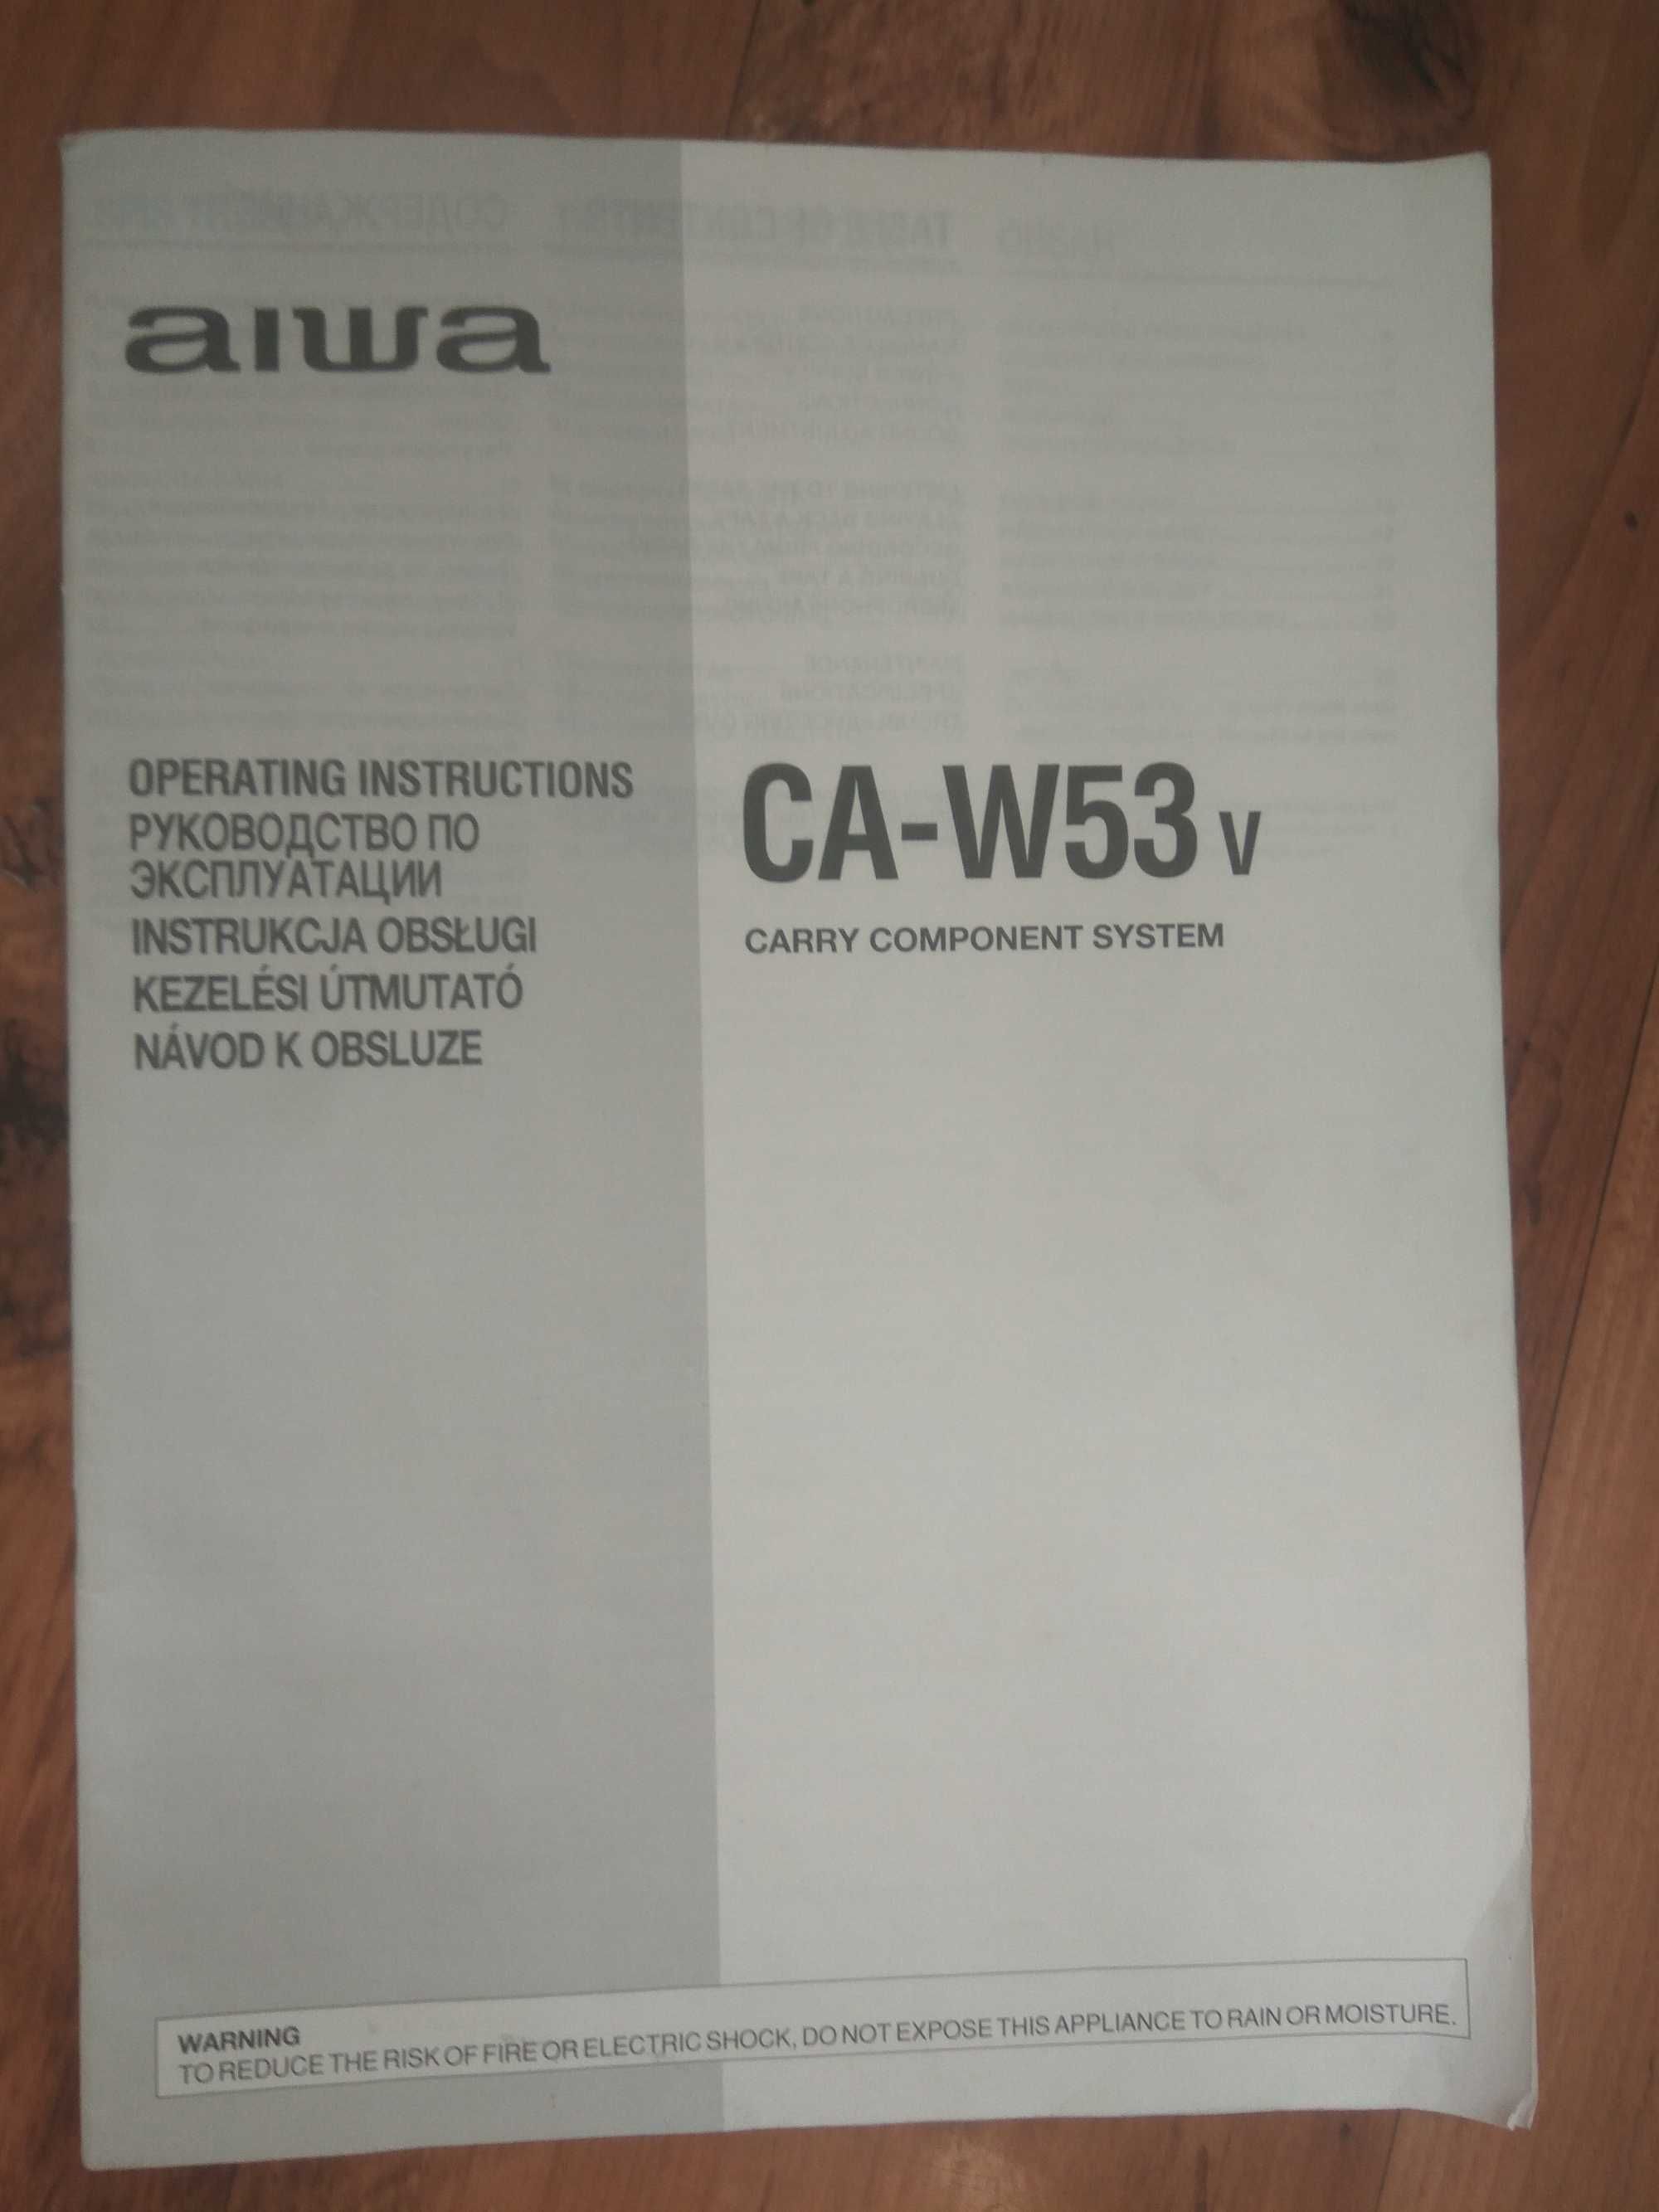 aiwa
OPERATING INSTRUCTIONS
РУКОВОДСТВО ПО
ЭКСПЛУАТАЦИИ
INSTRUKCJA OBSŁUGI
KEZELÉSI ÚTMUTATÓ
NÁVOD K OBSLUZE
CA-W53 V
CARRY COMPONENT SYSTEM
WARNING
TO REDUCE THE RISK OF FIRE OR ELECTRIC SHOCK, DO NOT EXPOSE THIS APPLIANCE TO RAIN OR MOISTURE.